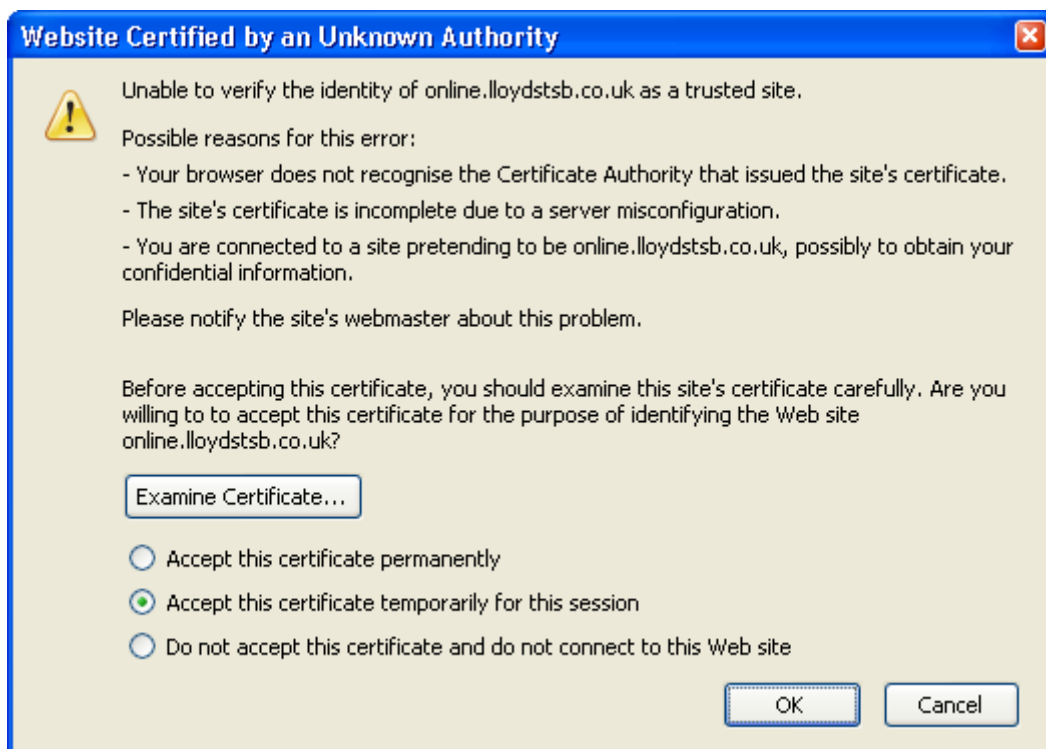 Website Certified by an Unknown Authority
Unable to verify the identity of online.lloydstsb.co.uk as a trusted site.
Possible reasons for this error:
- Your browser does not recognise the Certificate Authority that issued the site's certificate.
- The site's certificate is incomplete due to a server misconfiguration.
- You are connected to a site pretending to be online.lloydstsb.co.uk, possibly to obtain your
confidential information.
Please notify the site's webmaster about this problem.
Before accepting this certificate, you should examine this site's certificate carefully. Are you
willing to to accept this certificate for the purpose of identifying the Web site
online.lloydstsb.co.uk?
Examine Certificate...
Accept this certificate permanently
Accept this certificate temporarily for this session
Do not accept this certificate and do not connect to this Web site
OK Cancel